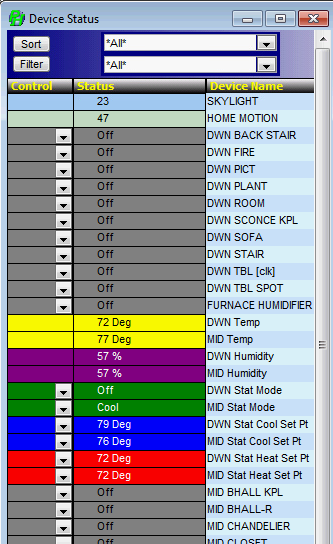 Device Status
Sort *All*
Filter *All*
Control Status Device Name
23 SKYLIGHT
47 HOME MOTION
Off DWN BACK STAIR
Off DWN FIRE
Off DWN PICT
Off DWN PLANT
Off DWN ROOM
Off DWN SCONCE KPL
Off DWN SOFA
Off DWN STAIR
Off DWN TBL [clk]
Off DWN TBL SPOT
Off FURNACE HUMIDIFIER
72 Deg DWN Temp
77 Deg MID Temp
57 % DWN Humidity
57 % MID Humidity
Off DWN Stat Mode
Cool MID Stat Mode
79 Deg DWN Stat Cool Set Pt
76 Deg MID Stat Cool Set Pt
72 Deg DWN Stat Heat Set Pt
72 Deg MID Stat Heat Set Pt
Off MID BHALL KPL
Off MID BHALL-R
Off MID CHANDELIER
Off MID CLOSET